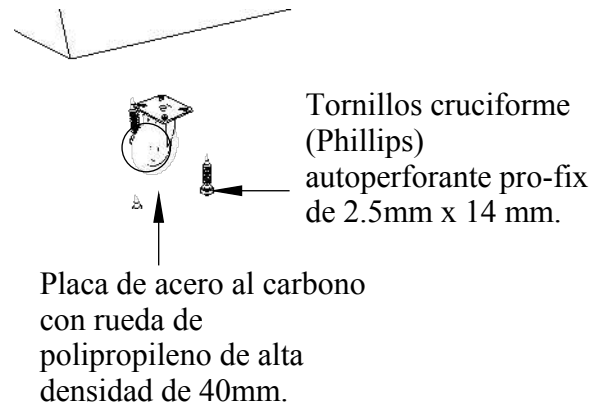 Tornillos cruciforme
(Phillips)
autoperforante pro-fix
de 2.5mm x 14 mm.
Placa de acero al carbono
con rueda de
polipropileno de alta
densidad de 40mm.